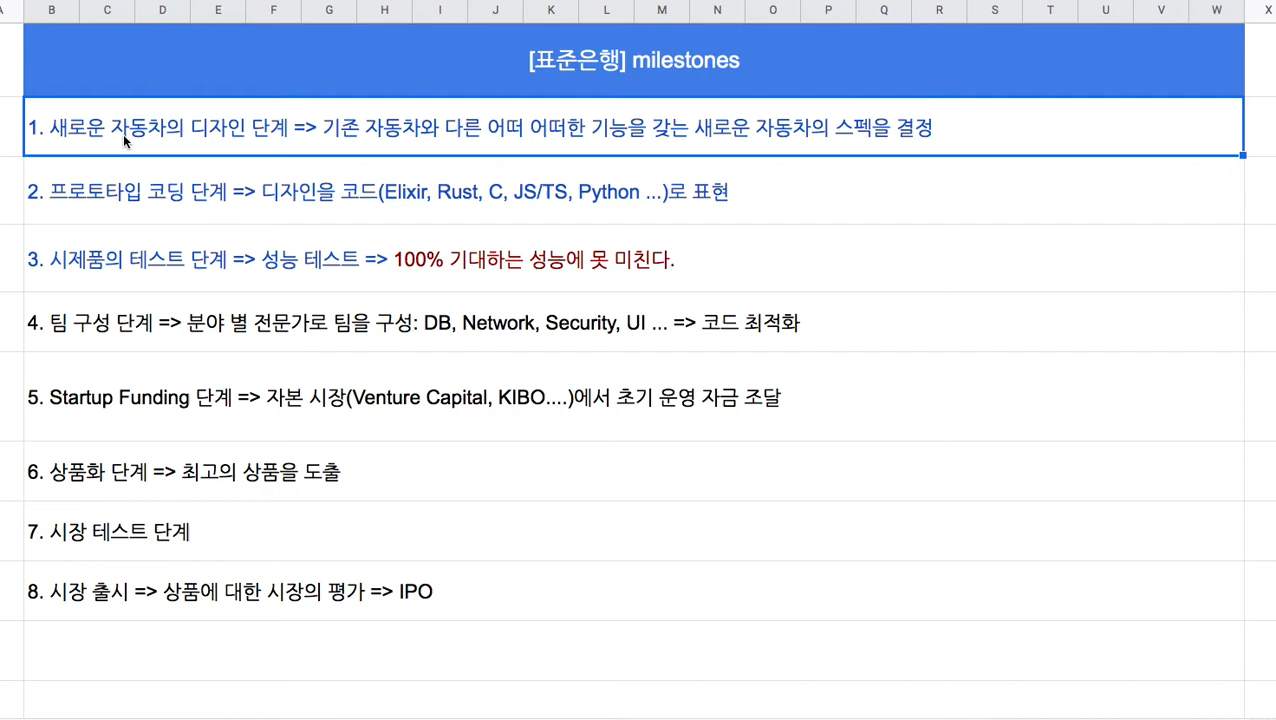 A B C D E F G H I J K L M N O P Q R S T U V W X
[표준은행] milestones
1. 새로운 자동차의 디자인 단계 => 기존 자동차와 다른 어떠 어떠한 기능을 갖는 새로운 자동차의 스펙을 결정
2. 프로토타입 코딩 단계 => 디자인을 코드(Elixir, Rust, C, JS/TS, Python ...)로 표현
3. 시제품의 테스트 단계 => 성능 테스트 => 100% 기대하는 성능에 못 미친다.
4. 팀 구성 단계 => 분야 별 전문가로 팀을 구성: DB, Network, Security, UI ... => 코드 최적화
5. Startup Funding 단계 => 자본 시장(Venture Capital, KIBO....)에서 초기 운영 자금 조달
6. 상품화 단계 => 최고의 상품을 도출
7. 시장 테스트 단계
8. 시장 출시 => 상품에 대한 시장의 평가 => IPO